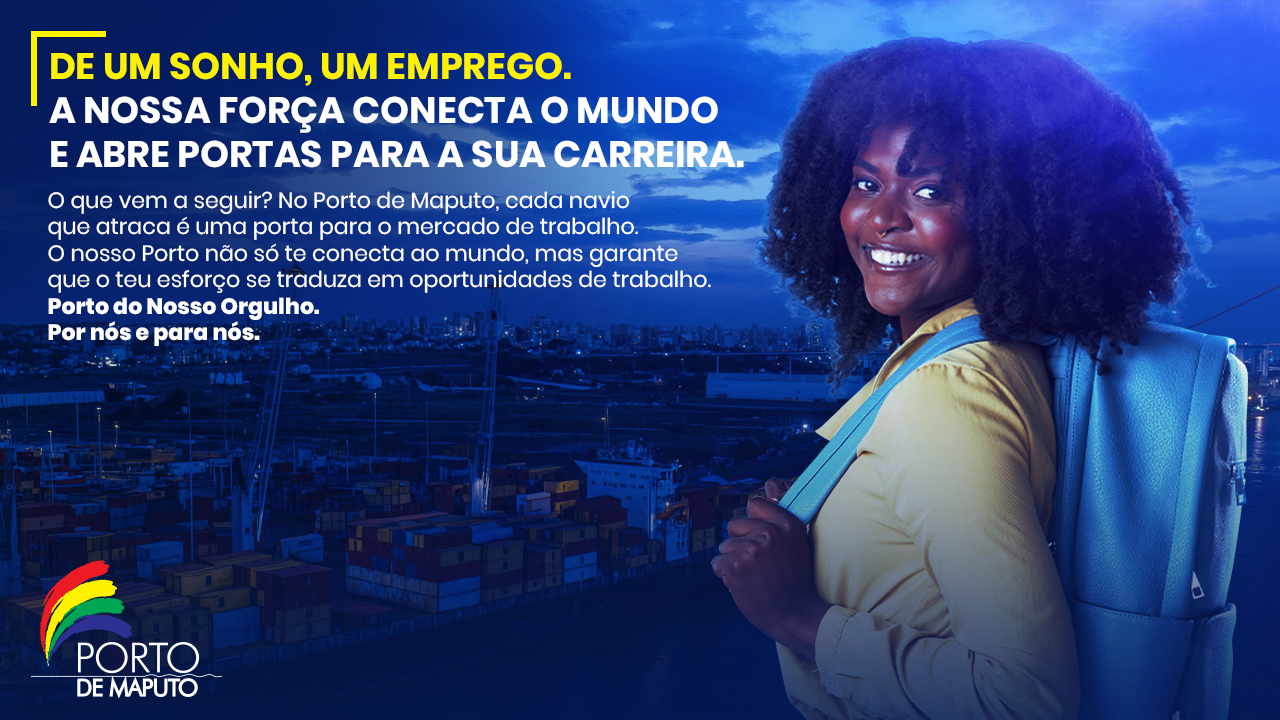 DE UM SONHO, UM EMPREGO.
A NOSSA FORÇA CONECTA O MUNDO
E ABRE PORTAS PARA A SUA CARREIRA.
O que vem a seguir? No Porto de Maputo, cada navio
que atraca é uma porta para o mercado de trabalho.
O nosso Porto não só te conecta ao mundo, mas garante
que o teu esforço se traduza em oportunidades de trabalho.
Porto do Nosso Orgulho.
Por nós e para nós.
PORTO
DE MAPUTO